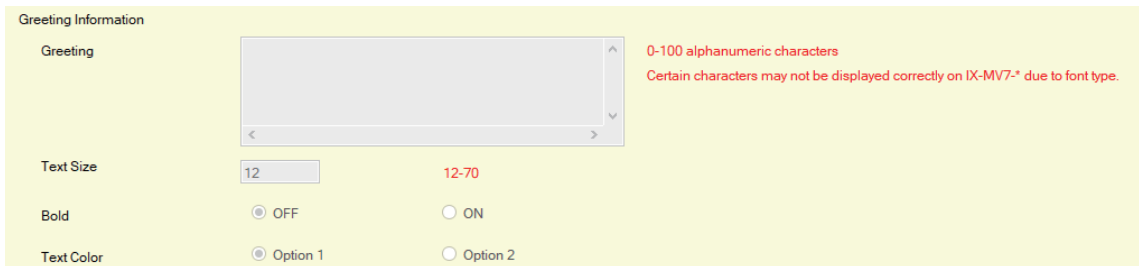 Greeting Information
Greeting
0-100 alphanumeric characters
Certain characters may not be displayed correctly on IX-MV7-* due to font type.
Text Size
12
12-70
Bold
OFF
ON
Text Color
Option 1
Option 2